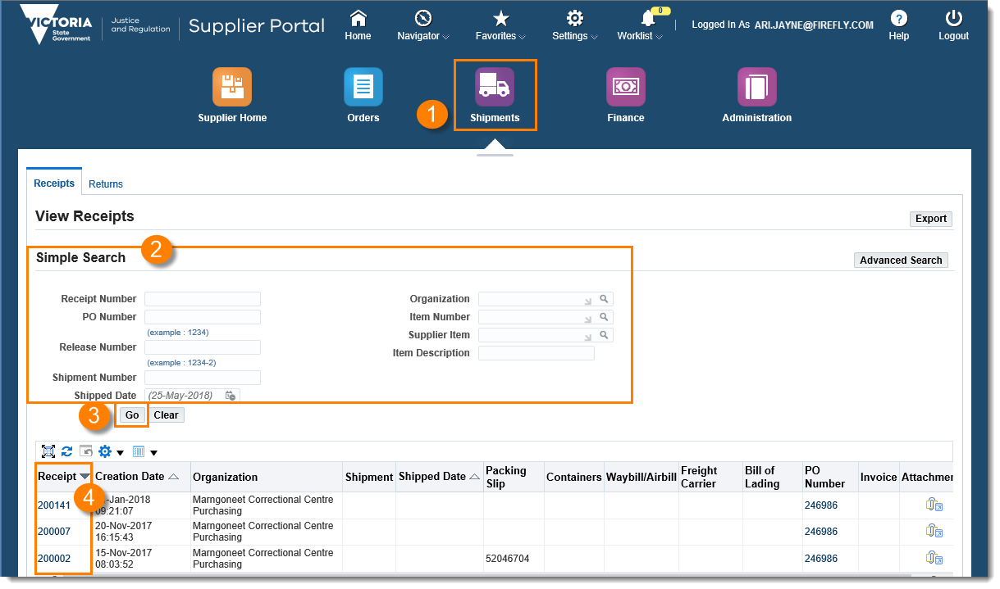 VICTORIA
State
Government
Justice
and Regulation
Supplier Portal
Home
Navigator
Favorites
Settings
0
Worklist
Logged In As ARI.JAYNE@FIREFLY.COM
?
Help
Logout
Supplier Home
Orders
1
Shipments
Finance
Administration
Receipts Returns
View Receipts
Export
2
Simple Search
Advanced Search
Receipt Number
PO Number
(example : 1234)
Release Number
(example : 1234-2)
Shipment Number
Shipped Date (25-May-2018)
Organization
Item Number
Supplier Item
Item Description
3
Go Clear
Receipt Creation Date Organization Shipment Shipped Date Packing Slip Containers Waybill/Airbill Freight Carrier Bill of Lading PO Number Invoice Attachmen
4
200141 -Jan-2018 09:21:07 Marngoneet Correctional Centre Purchasing 246986
200007 20-Nov-2017 16:15:43 Marngoneet Correctional Centre Purchasing 246986
200002 15-Nov-2017 08:03:52 Marngoneet Correctional Centre Purchasing 52046704 246986